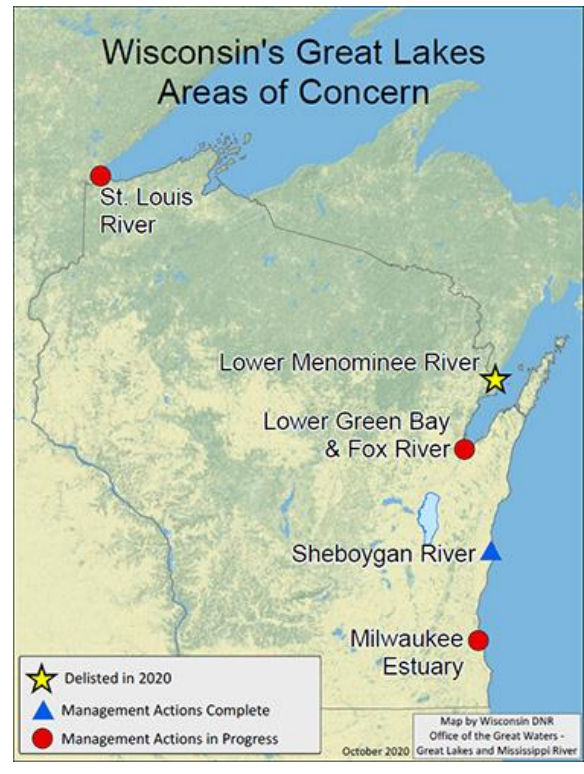 Wisconsin's Great Lakes
Areas of Concern
St. Louis
River
Lower Menominee River
Lower Green Bay
& Fox River
Sheboygan River
Milwaukee
Estuary
Delisted in 2020
Management Actions Complete
Management Actions in Progress
October 2020
Map by Wisconsin DNR
Office of the Great Waters -
Great Lakes and Mississippi River